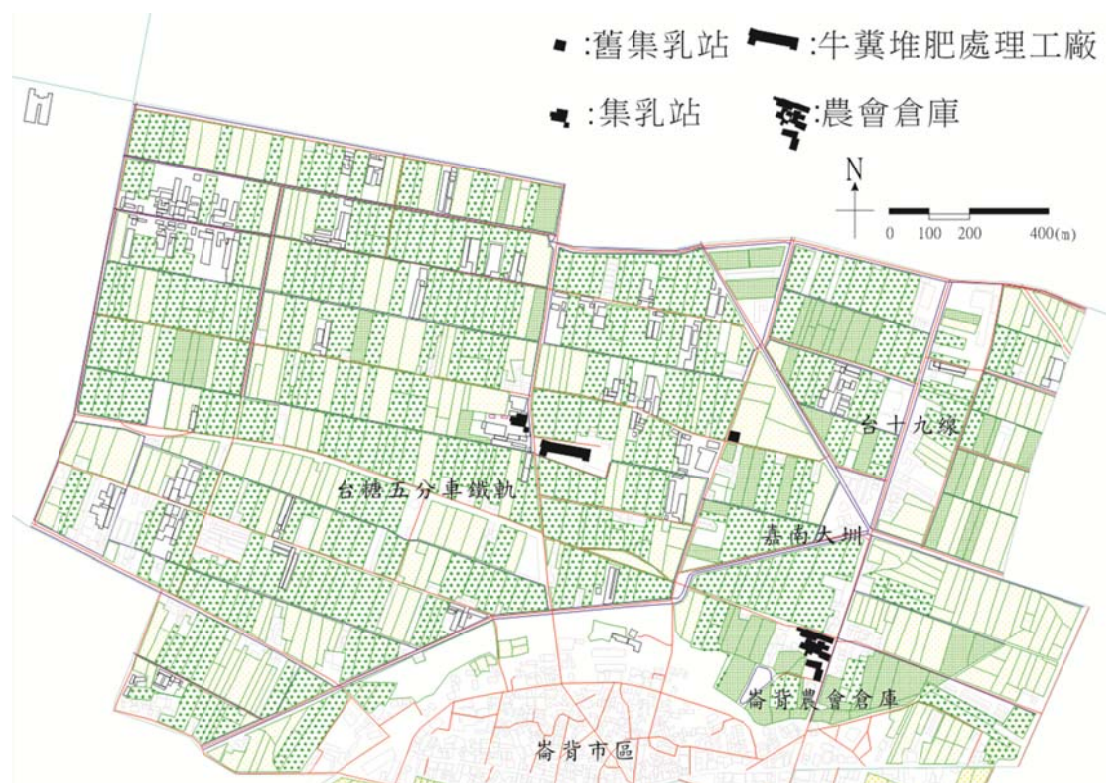 :舊集乳站 :牛糞堆肥處理工廠
:集乳站 :農會倉庫
N
0 100 200 400(m)
台十九線
台糖五分車鐵軌
嘉南大圳
崙背農會倉庫
崙背市區